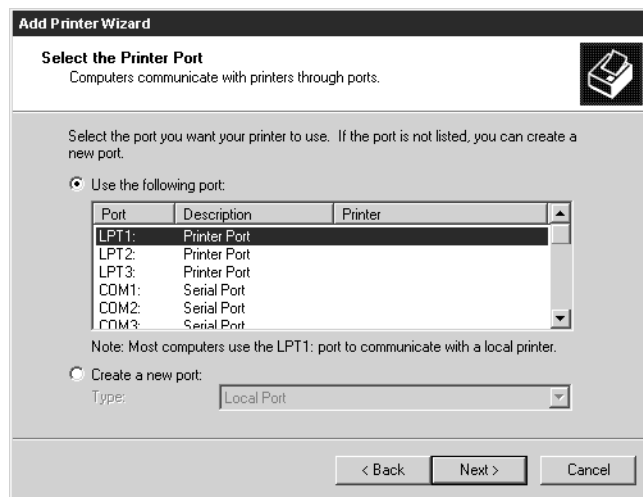 Add Printer Wizard
Select the Printer Port
Computers communicate with printers through ports.
Select the port you want your printer to use. If the port is not listed, you can create a
new port.
Use the following port:
Port Description Printer
LPT1: Printer Port
LPT2: Printer Port
LPT3: Printer Port
COM1: Serial Port
COM2: Serial Port
COM3: Serial Port
Note: Most computers use the LPT1: port to communicate with a local printer.
Create a new port:
Type: Local Port
< Back Next > Cancel